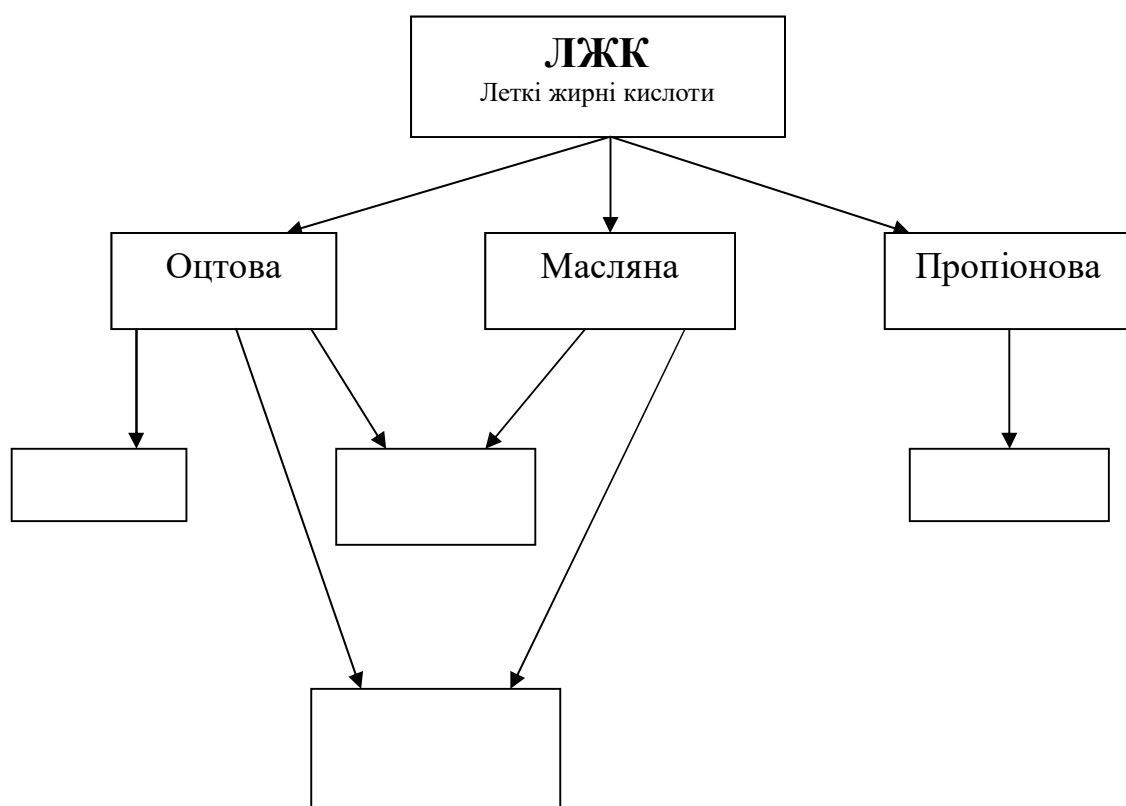 ЛЖК
Леткі жирні кислоти
Оцтова
Масляна
Пропіонова